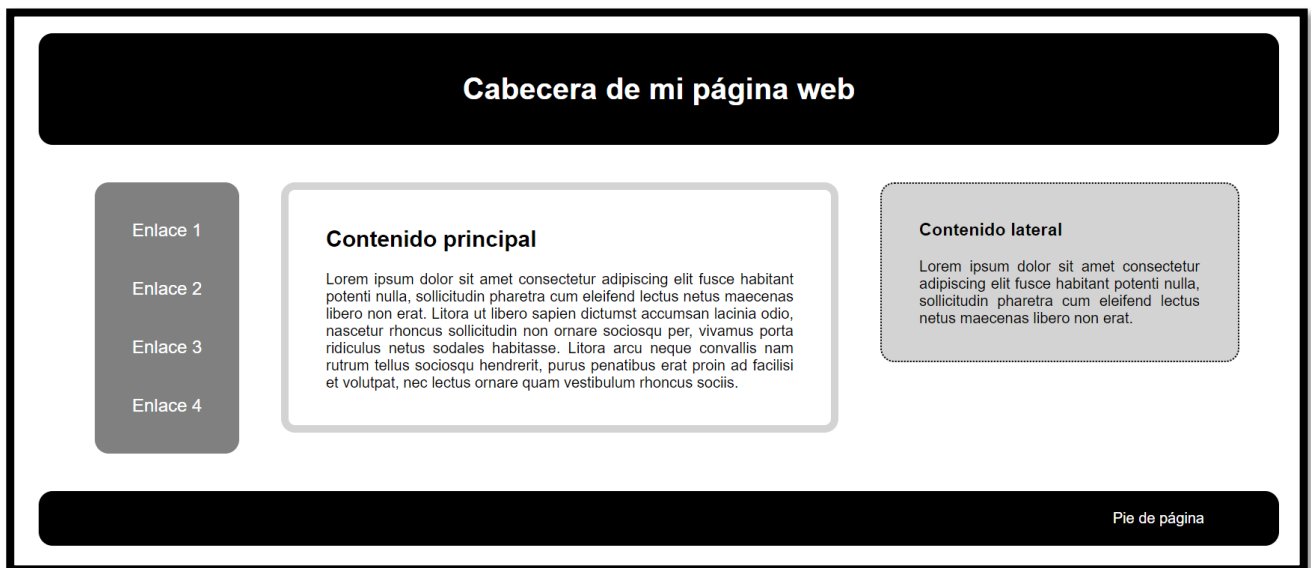 Cabecera de mi página web
Enlace 1
Enlace 2
Enlace 3
Enlace 4
Contenido principal
Lorem ipsum dolor sit amet consectetur adipiscing elit fusce habitant
potenti nulla, sollicitudin pharetra cum eleifend lectus netus maecenas
libero non erat. Litora ut libero sapien dictumst accumsan lacinia odio,
nascetur rhoncus sollicitudin non ornare sociosqu per, vivamus porta
ridiculus netus sodales habitasse. Litora arcu neque convallis nam
rutrum tellus sociosqu hendrerit, purus penatibus erat proin ad facilisi
et volutpat, nec lectus ornare quam vestibulum rhoncus sociis.
Contenido lateral
Lorem ipsum dolor sit amet consectetur
adipiscing elit fusce habitant potenti nulla,
sollicitudin pharetra cum eleifend lectus
netus maecenas libero non erat.
Pie de página